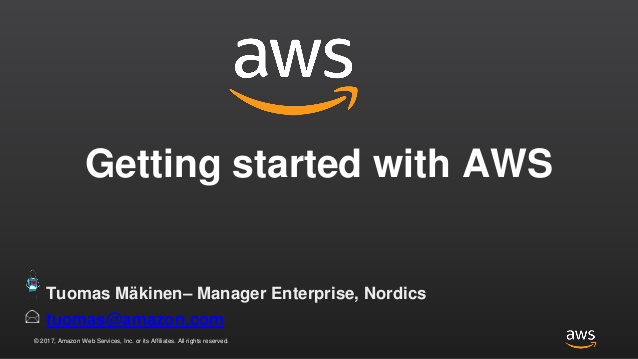 aws
Getting started with AWS
Tuomas Mäkinen– Manager Enterprise, Nordics
tuomas@amazon.com
© 2017, Amazon Web Services, Inc. or its Affiliates. All rights reserved.
aws